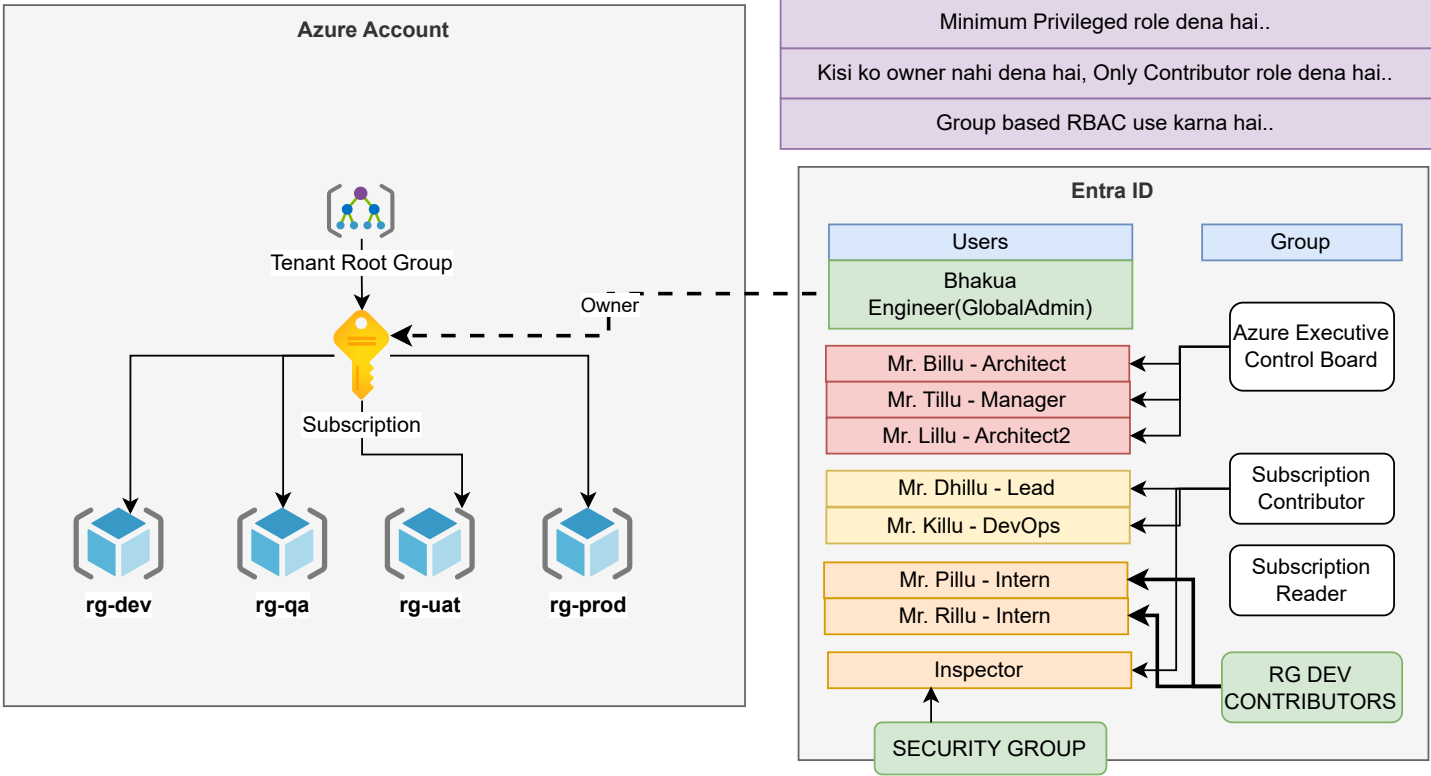 Azure Account
Tenant Root Group
Subscription
rg-dev
rg-qa
rg-uat
rg-prod
Owner
Minimum Privileged role dena hai..
Kisi ko owner nahi dena hai, Only Contributor role dena hai..
Group based RBAC use karna hai..
Entra ID
Users
Bhakua
Engineer(GlobalAdmin)
Mr. Billu - Architect
Mr. Tillu - Manager
Mr. Lillu - Architect2
Mr. Dhillu - Lead
Mr. Killu - DevOps
Mr. Pillu - Intern
Mr. Rillu - Intern
Inspector
SECURITY GROUP
Group
Azure Executive
Control Board
Subscription
Contributor
Subscription
Reader
RG DEV
CONTRIBUTORS